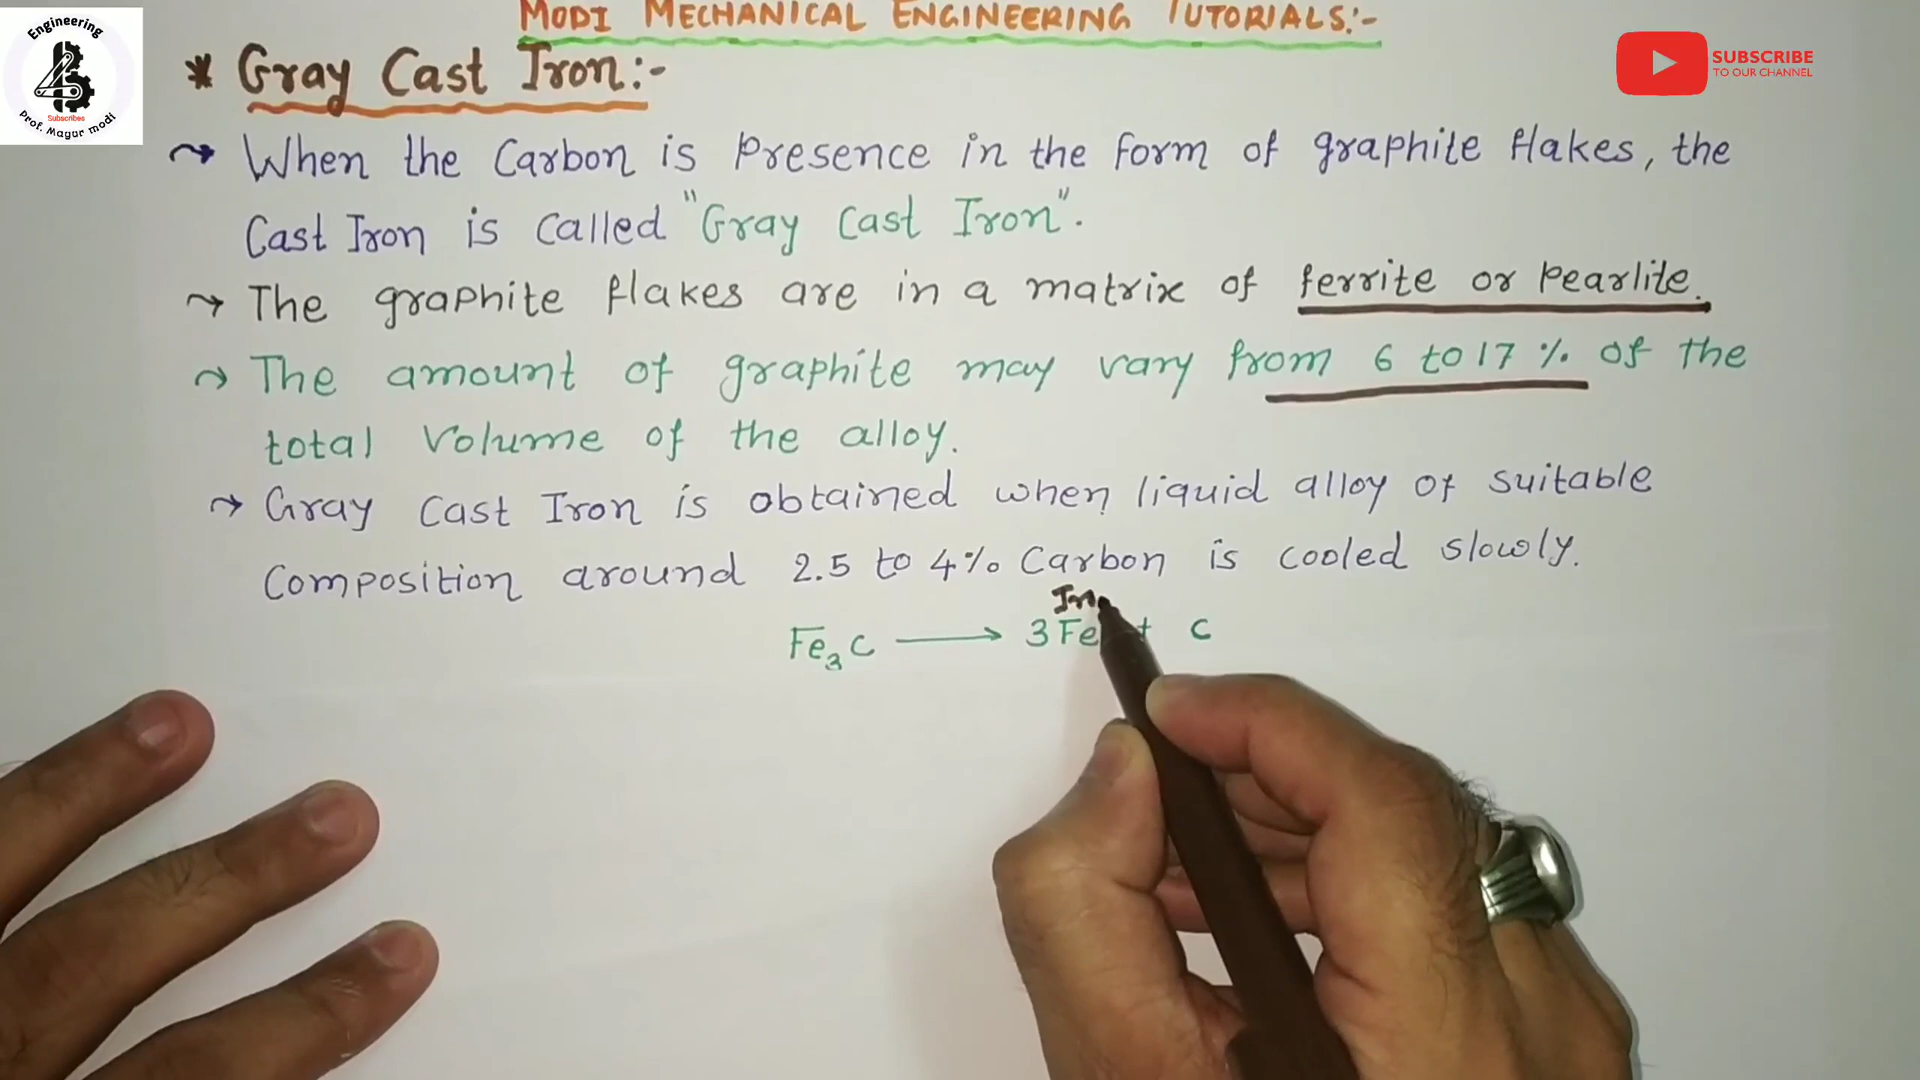 MODI MECHANICAL ENGINEERING TUTORIALS:-
Engineering
Subscribes
Prof. Mayur modi
SUBSCRIBE
TO OUR CHANNEL
* Gray Cast Iron:-
→ When the Carbon is presence in the form of graphite flakes, the
Cast Iron is called "Gray Cast Iron".
→ The graphite flakes are in a matrix of ferrite or pearlite.
→ The amount of graphite may vary from 6 to 17 % of the
total volume of the alloy.
→ Gray Cast Iron is obtained when liquid alloy of suitable
Composition around 2.5 to 4% Carbon is cooled slowly.
Fe3C → 3Fe + C